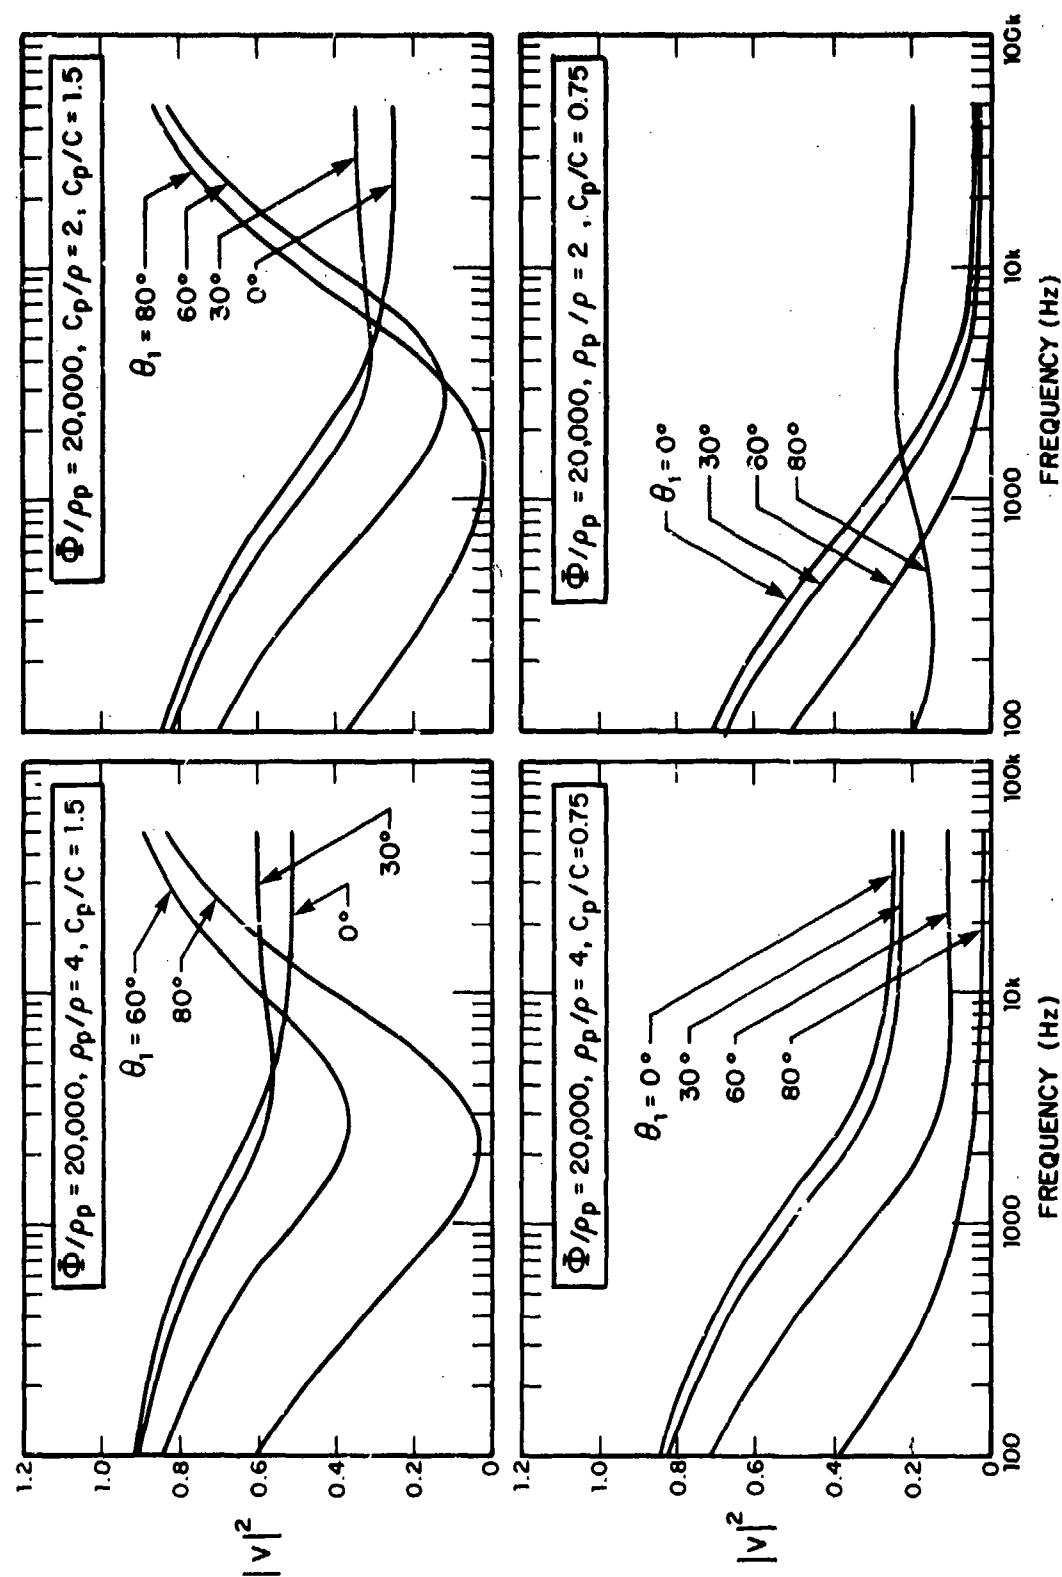 |V|²
1.2
1.0
0.8
0.6
0.4
0.2
0
Φ/ρp = 20,000, ρp/ρ = 4, Cp/C = 1.5
θ₁ = 60°
80°
30°
0°
Φ/ρp = 20,000, Cp/ρ = 2, Cp/C = 1.5
θ₁ = 80°
60°
30°
0°
|V|²
1.2
1.0
0.8
0.6
0.4
0.2
0
Φ/ρp = 20,000, ρp/ρ = 4, Cp/C = 0.75
θ₁ = 0°
30°
60°
80°
100 1000 10k 100k
FREQUENCY (Hz)
Φ/ρp = 20,000, ρp/ρ = 2, Cp/C = 0.75
θ₁ = 0°
30°
60°
80°
100 1000 10k 100k
FREQUENCY (Hz)